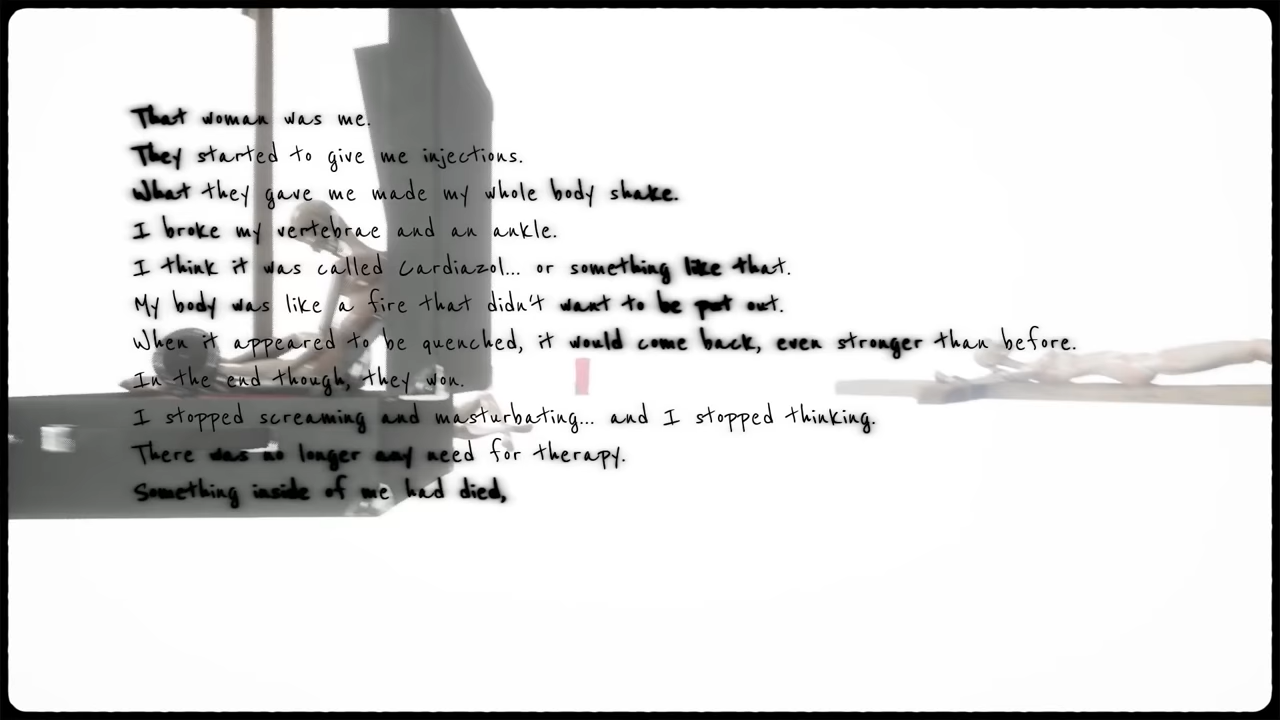 That woman was me.
They started to give me injections.
What they gave me made my whole body shake.
I broke my vertebrae and an ankle.
I think it was called Cardiazol... or something like that.
My body was like a fire that didn't want to be put out.
When it appeared to be quenched, it would come back, even stronger than before.
In the end though, they won.
I stopped screaming and masturbating... and I stopped thinking.
There was no longer any need for therapy.
Something inside of me had died,